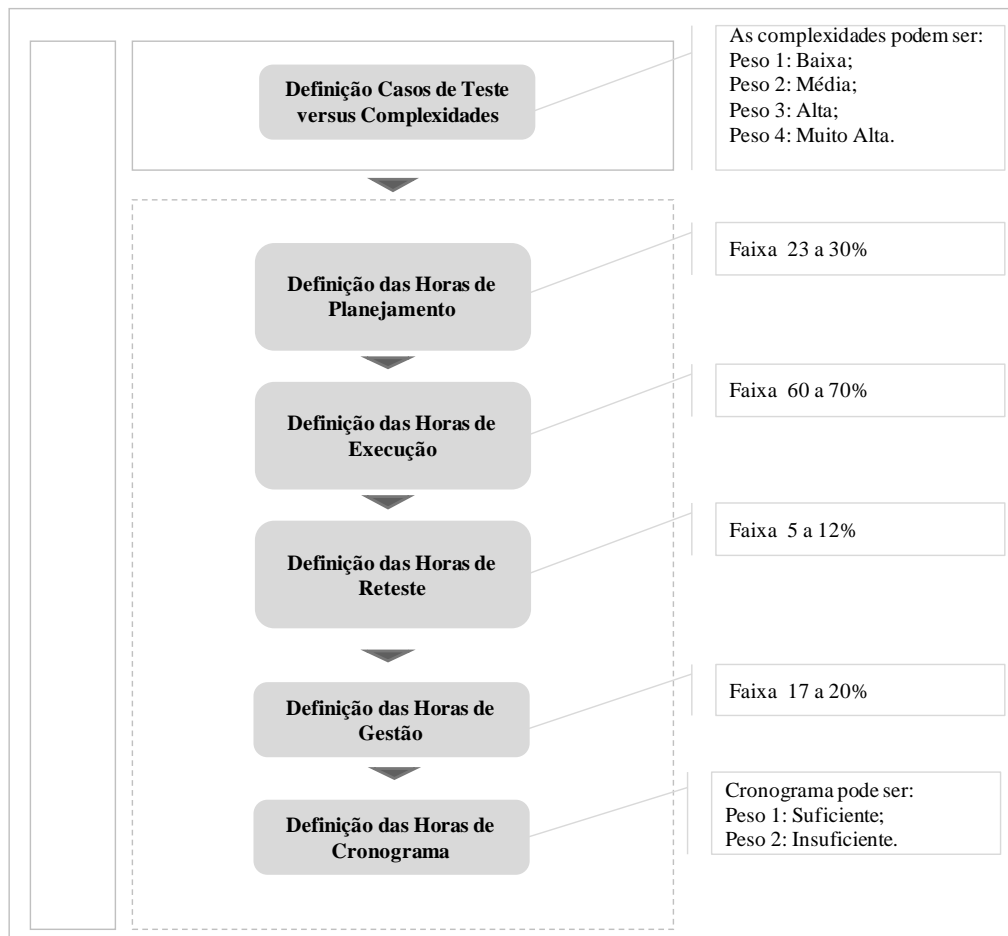 Definição Casos de Teste
versus Complexidades
As complexidades podem ser:
Peso 1: Baixa;
Peso 2: Média;
Peso 3: Alta;
Peso 4: Muito Alta.
Definição das Horas de
Planejamento
Faixa 23 a 30%
Definição das Horas de
Execução
Faixa 60 a 70%
Definição das Horas de
Reteste
Faixa 5 a 12%
Definição das Horas de
Gestão
Faixa 17 a 20%
Definição das Horas de
Cronograma
Cronograma pode ser:
Peso 1: Suficiente;
Peso 2: Insuficiente.